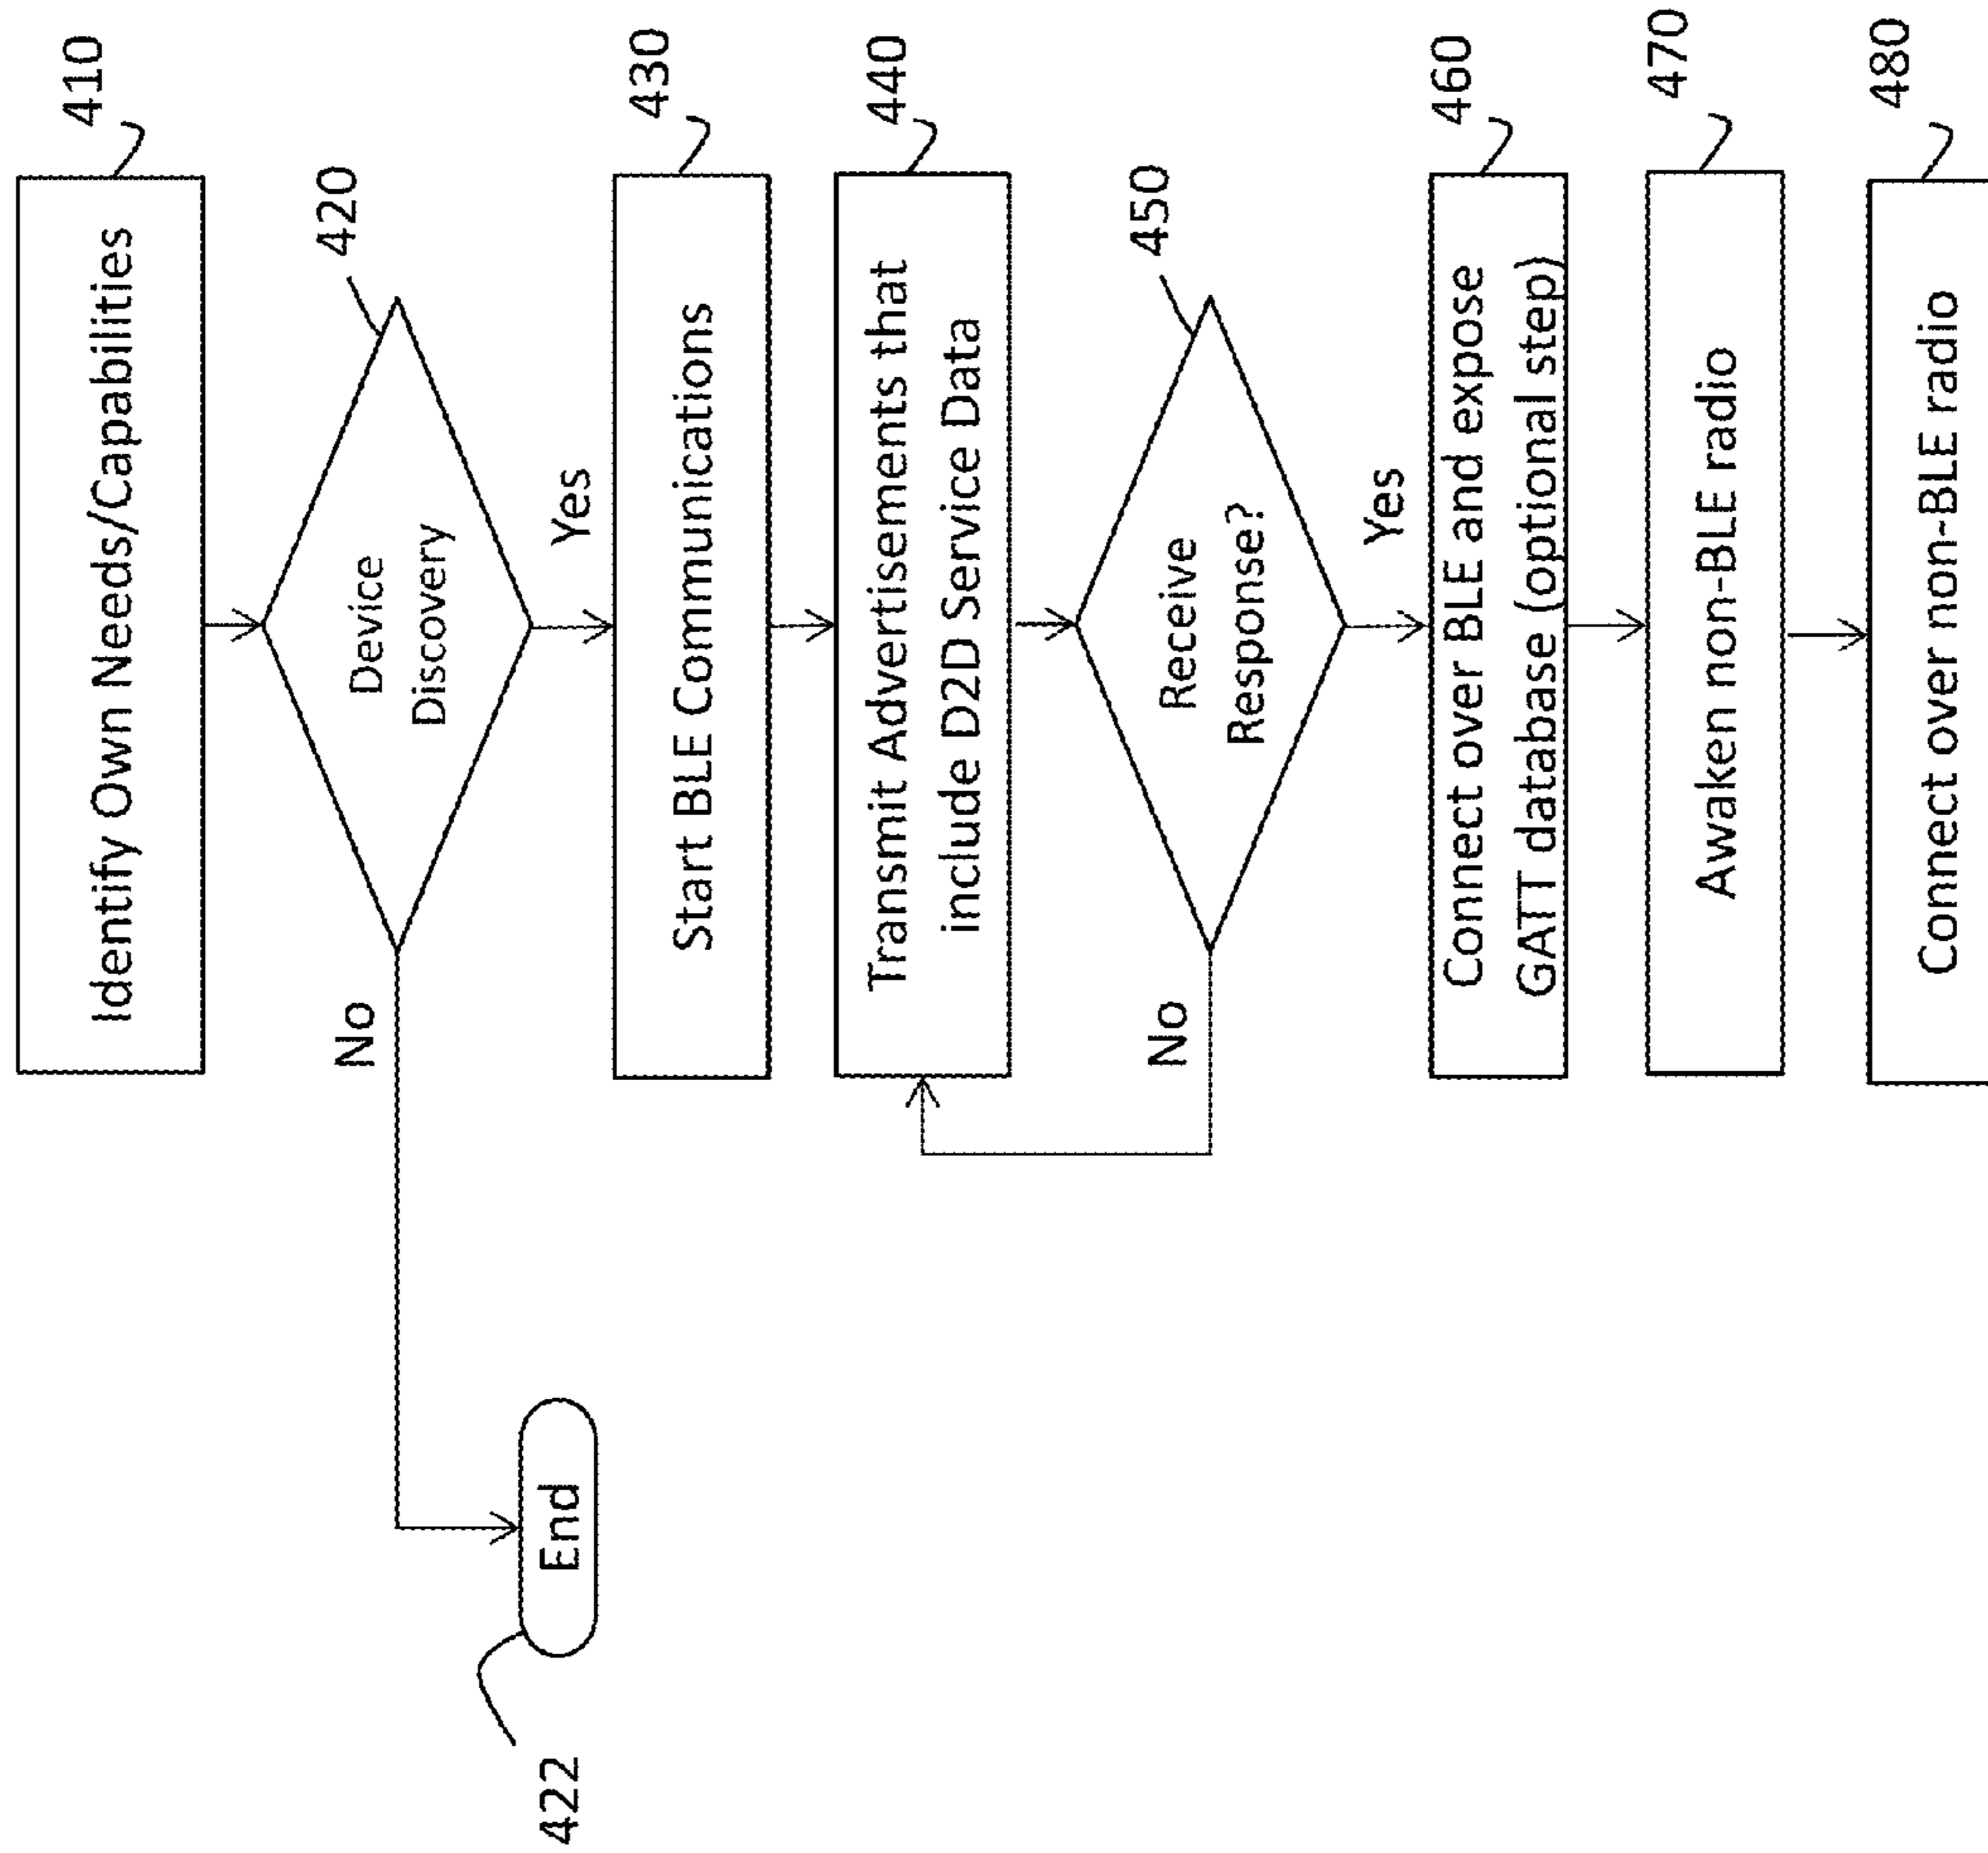 410
Identify Own Needs/Capabilities
420
Device
Discovery
No
Yes
422
End
430
Start BLE Communications
440
Transmit Advertisements that
include D2D Service Data
450
Receive
Response?
No
Yes
460
Connect over BLE and expose
GATT database (optional step)
470
Awaken non-BLE radio
480
Connect over non-BLE radio